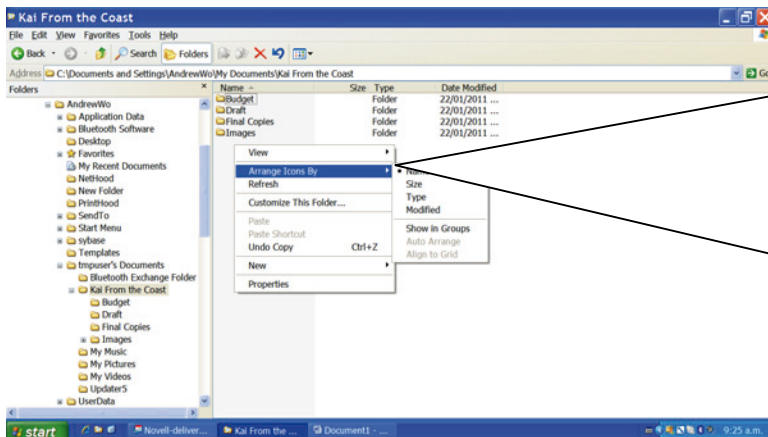 Kai From the Coast
File Edit View Favorites Tools Help
Back Search Folders
Address C:\Documents and Settings\AndrewWo\My Documents\Kai From the Coast Go
Folders × Name Size Type Date Modified
AndrewWo
Application Data
Bluetooth Software
Desktop
Favorites
My Recent Documents
NetHood
New Folder
PrintHood
SendTo
Start Menu
sybase
Templates
tmpuser's Documents
Bluetooth Exchange Folder
Kai From the Coast
Budget
Draft
Final Copies
Images
My Music
My Pictures
My Videos
Updater5
UserData
Budget Folder 22/01/2011 ...
Draft Folder 22/01/2011 ...
Final Copies Folder 22/01/2011 ...
Images Folder 22/01/2011 ...
View
Arrange Icons By
Refresh
Customize This Folder...
Paste
Paste Shortcut
Undo Copy Ctrl+Z
New
Properties
Name
Size
Type
Modified
Show in Groups
Auto Arrange
Align to Grid
start Novell-deliver... Kai From the ... Document1 - ... 9:25 a.m.